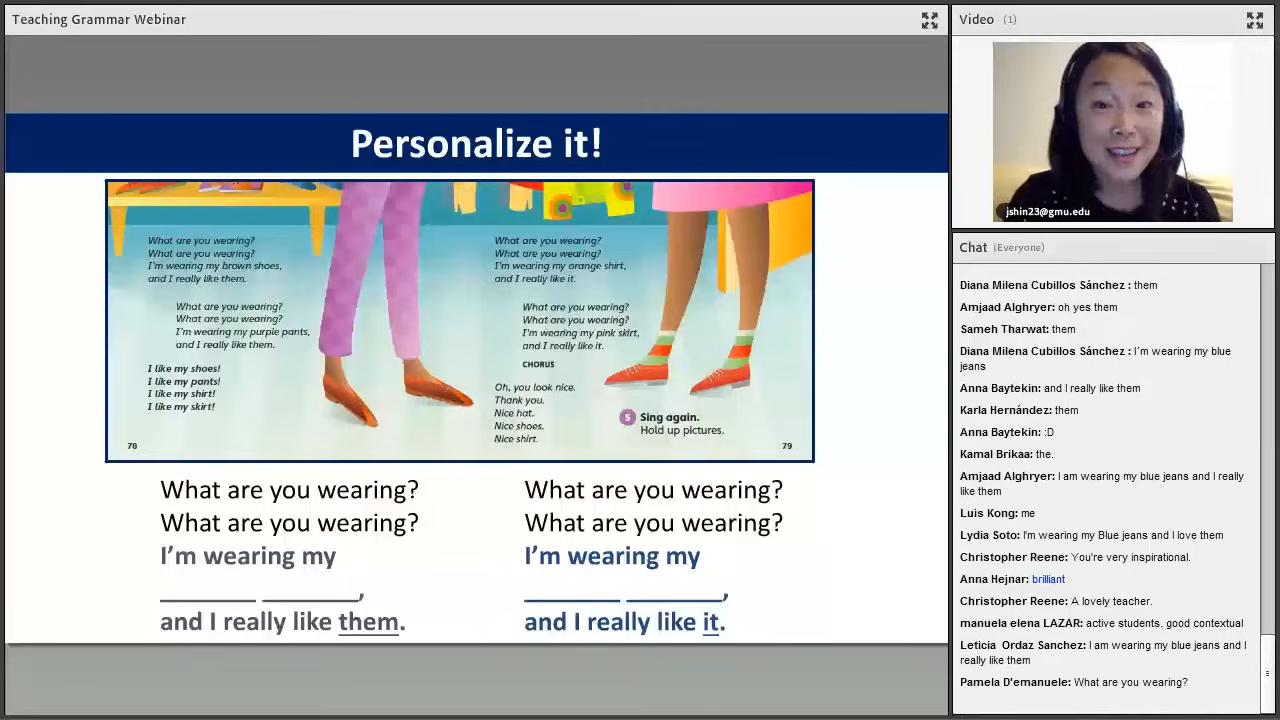 Teaching Grammar Webinar
Personalize it!
What are you wearing?
What are you wearing?
I'm wearing my brown shoes,
and I really like them.
What are you wearing?
What are you wearing?
I'm wearing my purple pants,
and I really like them.
I like my shoes!
I like my pants!
I like my shirt!
I like my skirt!
78
What are you wearing?
What are you wearing?
I'm wearing my orange shirt,
and I really like it.
What are you wearing?
What are you wearing?
I'm wearing my pink skirt,
and I really like it.
CHORUS
Oh, you look nice.
Thank you.
Nice hat.
Nice shoes.
Nice shirt.
5 Sing again.
Hold up pictures.
79
What are you wearing?
What are you wearing?
I'm wearing my
________ ________,
and I really like them.
What are you wearing?
What are you wearing?
I'm wearing my
________ ________,
and I really like it.
Video (1)
jshin23@gmu.edu
Chat (Everyone)
Diana Milena Cubillos Sánchez : them
Amjaad Alghryer: oh yes them
Sameh Tharwat: them
Diana Milena Cubillos Sánchez : I´m wearing my blue
jeans
Anna Baytekin: and I really like them
Karla Hernández: them
Anna Baytekin: :D
Kamal Brikaa: the.
Amjaad Alghryer: I am wearing my blue jeans and I really
like them
Luis Kong: me
Lydia Soto: I'm wearing my Blue jeans and I love them
Christopher Reene: You're very inspirational.
Anna Hejnar: brilliant
Christopher Reene: A lovely teacher.
manuela elena LAZAR: active students. good contextual
Leticia Ordaz Sanchez: I am wearing my blue jeans and I
really like them
Pamela D'emanuele: What are you wearing?